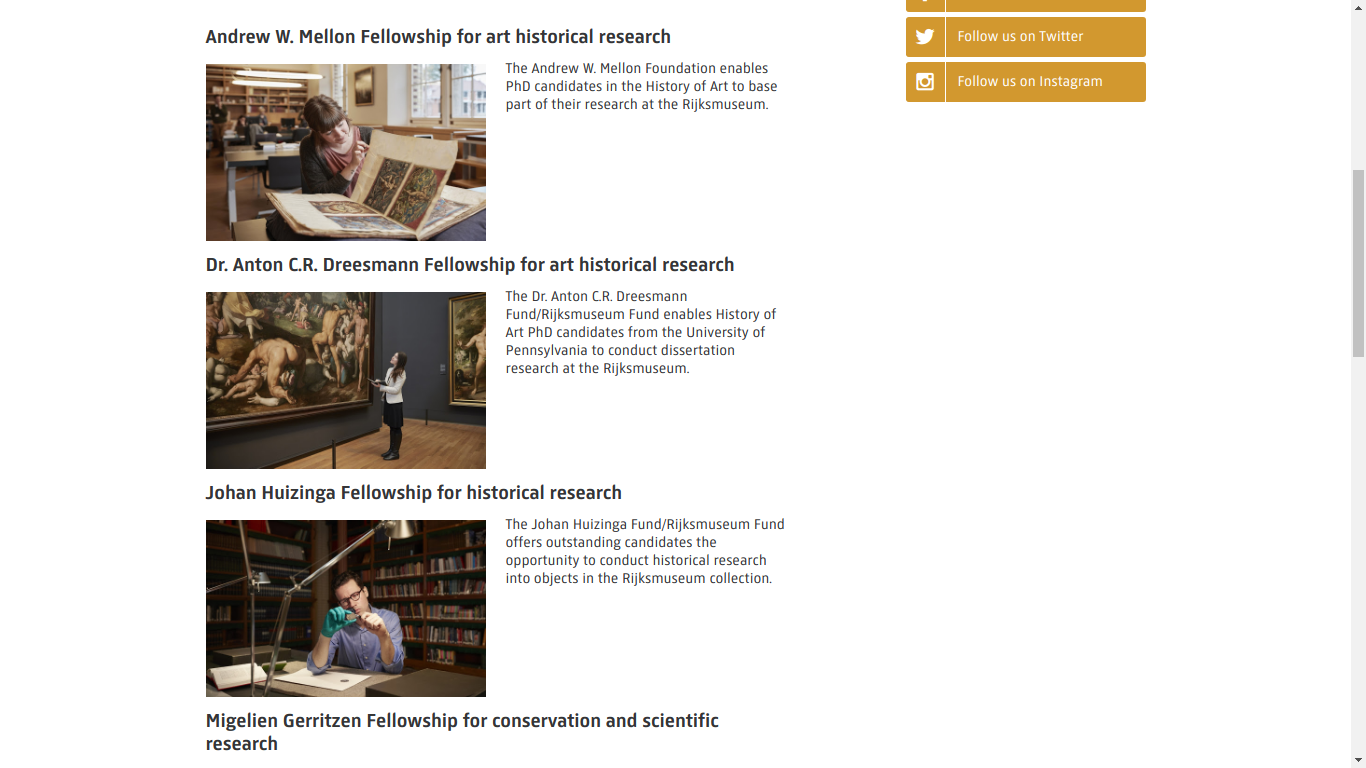 Andrew W. Mellon Fellowship for art historical research
The Andrew W. Mellon Foundation enables
PhD candidates in the History of Art to base
part of their research at the Rijksmuseum.
Dr. Anton C.R. Dreesmann Fellowship for art historical research
The Dr. Anton C.R. Dreesmann
Fund/Rijksmuseum Fund enables History of
Art PhD candidates from the University of
Pennsylvania to conduct dissertation
research at the Rijksmuseum.
Johan Huizinga Fellowship for historical research
The Johan Huizinga Fund/Rijksmuseum Fund
offers outstanding candidates the
opportunity to conduct historical research
into objects in the Rijksmuseum collection.
Migelien Gerritzen Fellowship for conservation and scientific
research
Follow us on Twitter
Follow us on Instagram